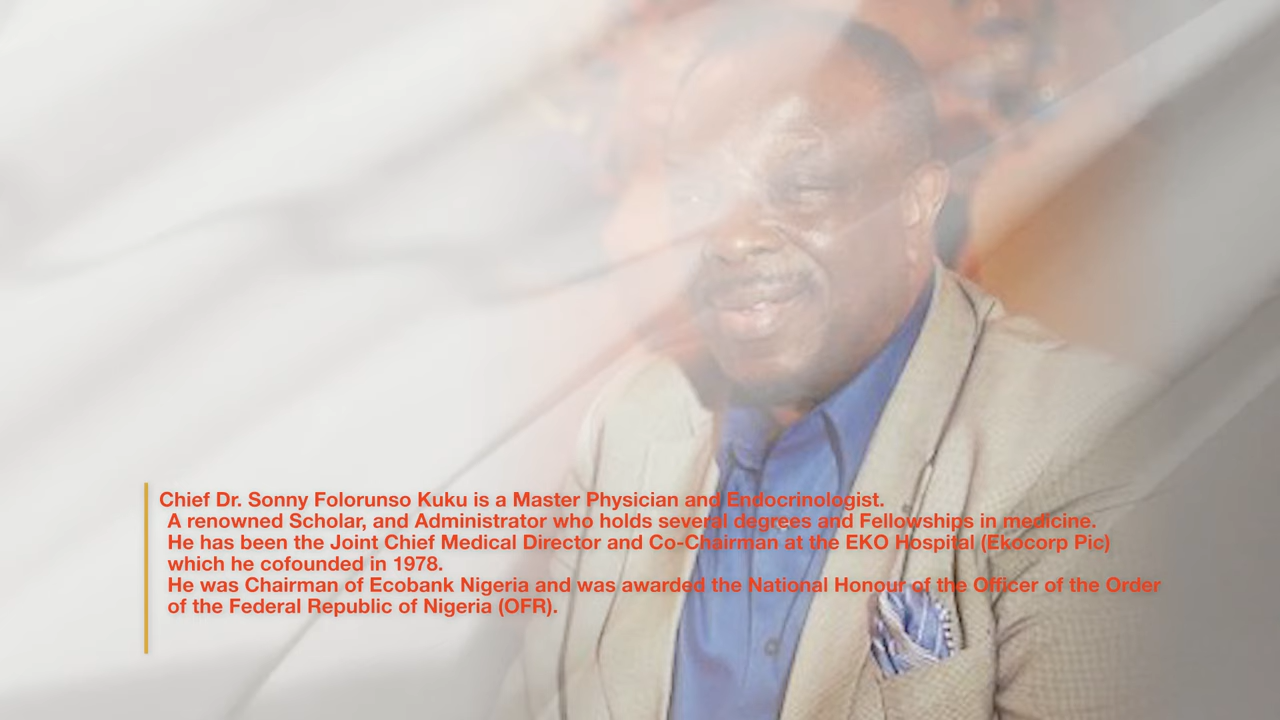 Chief Dr. Sonny Folorunso Kuku is a Master Physician and Endocrinologist.
A renowned Scholar, and Administrator who holds several degrees and Fellowships in medicine.
He has been the Joint Chief Medical Director and Co-Chairman at the EKO Hospital (Ekocorp Pic)
which he cofounded in 1978.
He was Chairman of Ecobank Nigeria and was awarded the National Honour of the Officer of the Order
of the Federal Republic of Nigeria (OFR).